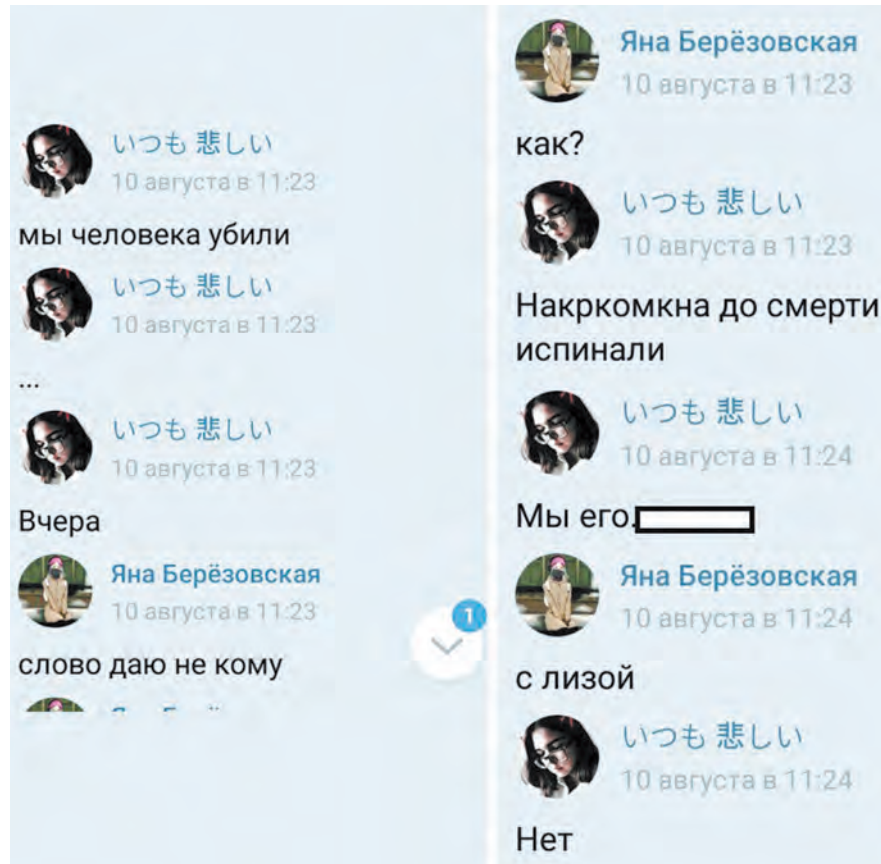 いつも 悲しい
10 августа в 11:23
мы человека убили
いつも 悲しい
10 августа в 11:23
...
いつも 悲しい
10 августа в 11:23
Вчера
Яна Берёзовская
10 августа в 11:23
1
слово даю не кому
Яна Берёзовская
10 августа в 11:23
как?
いつも 悲しい
10 августа в 11:23
Накркомкна до смерти
испинали
いつも 悲しい
10 августа в 11:24
Мы его.
Яна Берёзовская
10 августа в 11:24
с лизой
いつも 悲しい
10 августа в 11:24
Нет